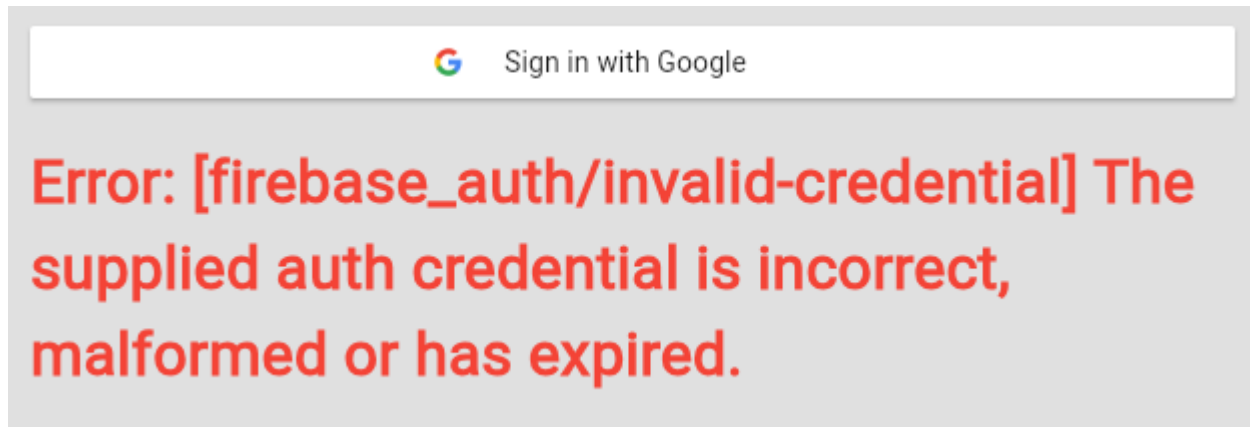 Sign in with Google
Error: [firebase_auth/invalid-credential] The
supplied auth credential is incorrect,
malformed or has expired.